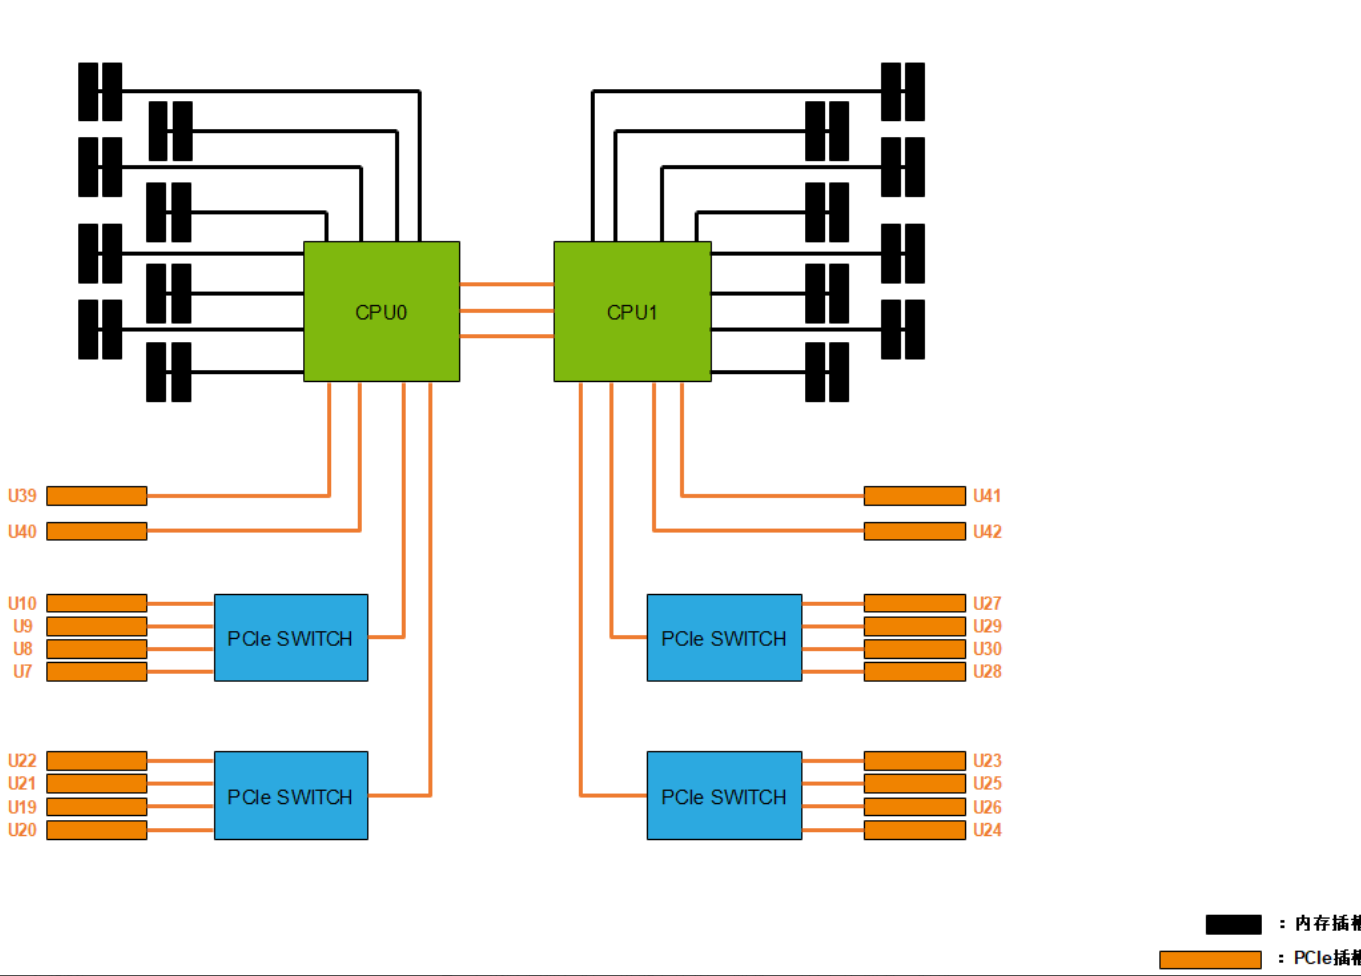 CPU0
CPU1
U39
U41
U40
U42
U10
U27
U9
PCIe SWITCH
PCIe SWITCH
U29
U8
U30
U7
U28
U22
U23
U21
PCIe SWITCH
PCIe SWITCH
U25
U19
U26
U20
U24
：内存插槽
：PCIe插槽